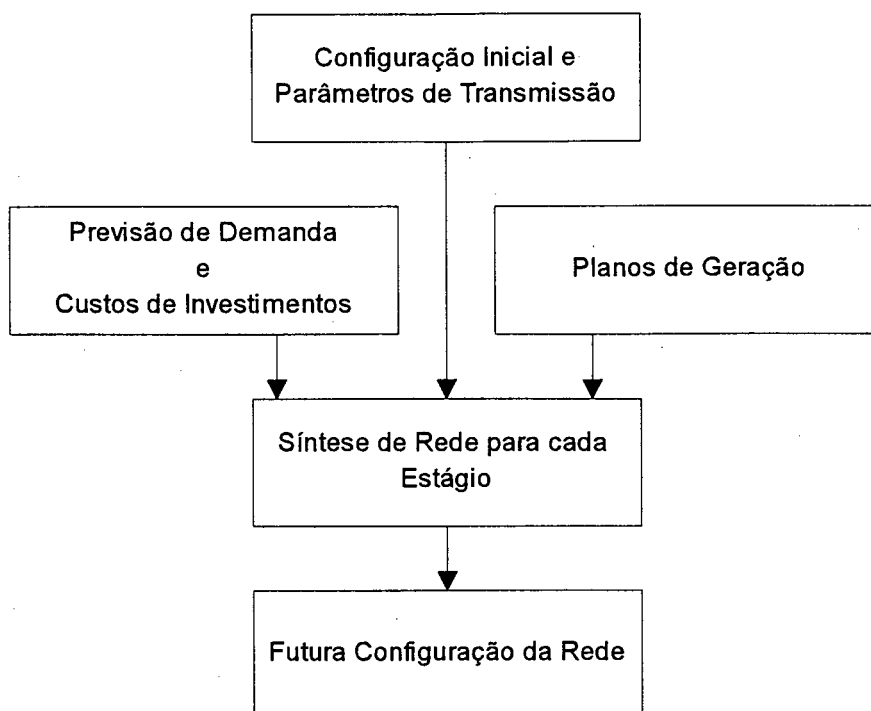 Configuração Inicial e
Parâmetros de Transmissão
Previsão de Demanda
e
Custos de Investimentos
Planos de Geração
Síntese de Rede para cada
Estágio
Futura Configuração da Rede